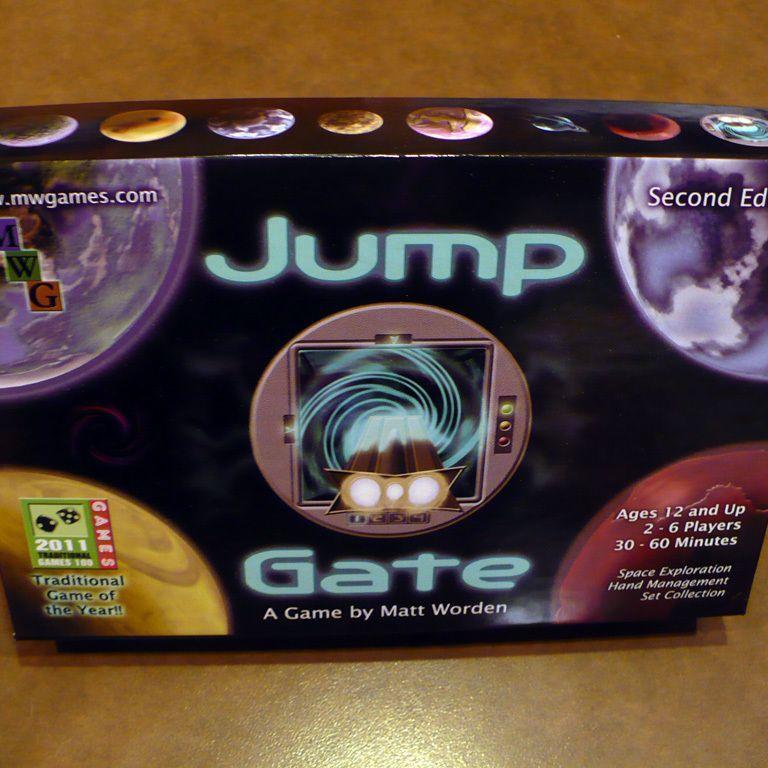 .mwgames.com
Second Ed
M
W
G
Jump
Gate
A Game by Matt Worden
GAMES
2011
TRADITIONAL
GAMES 100
Traditional
Game of
the Year!!
Ages 12 and Up
2 - 6 Players
30 - 60 Minutes
Space Exploration
Hand Management
Set Collection